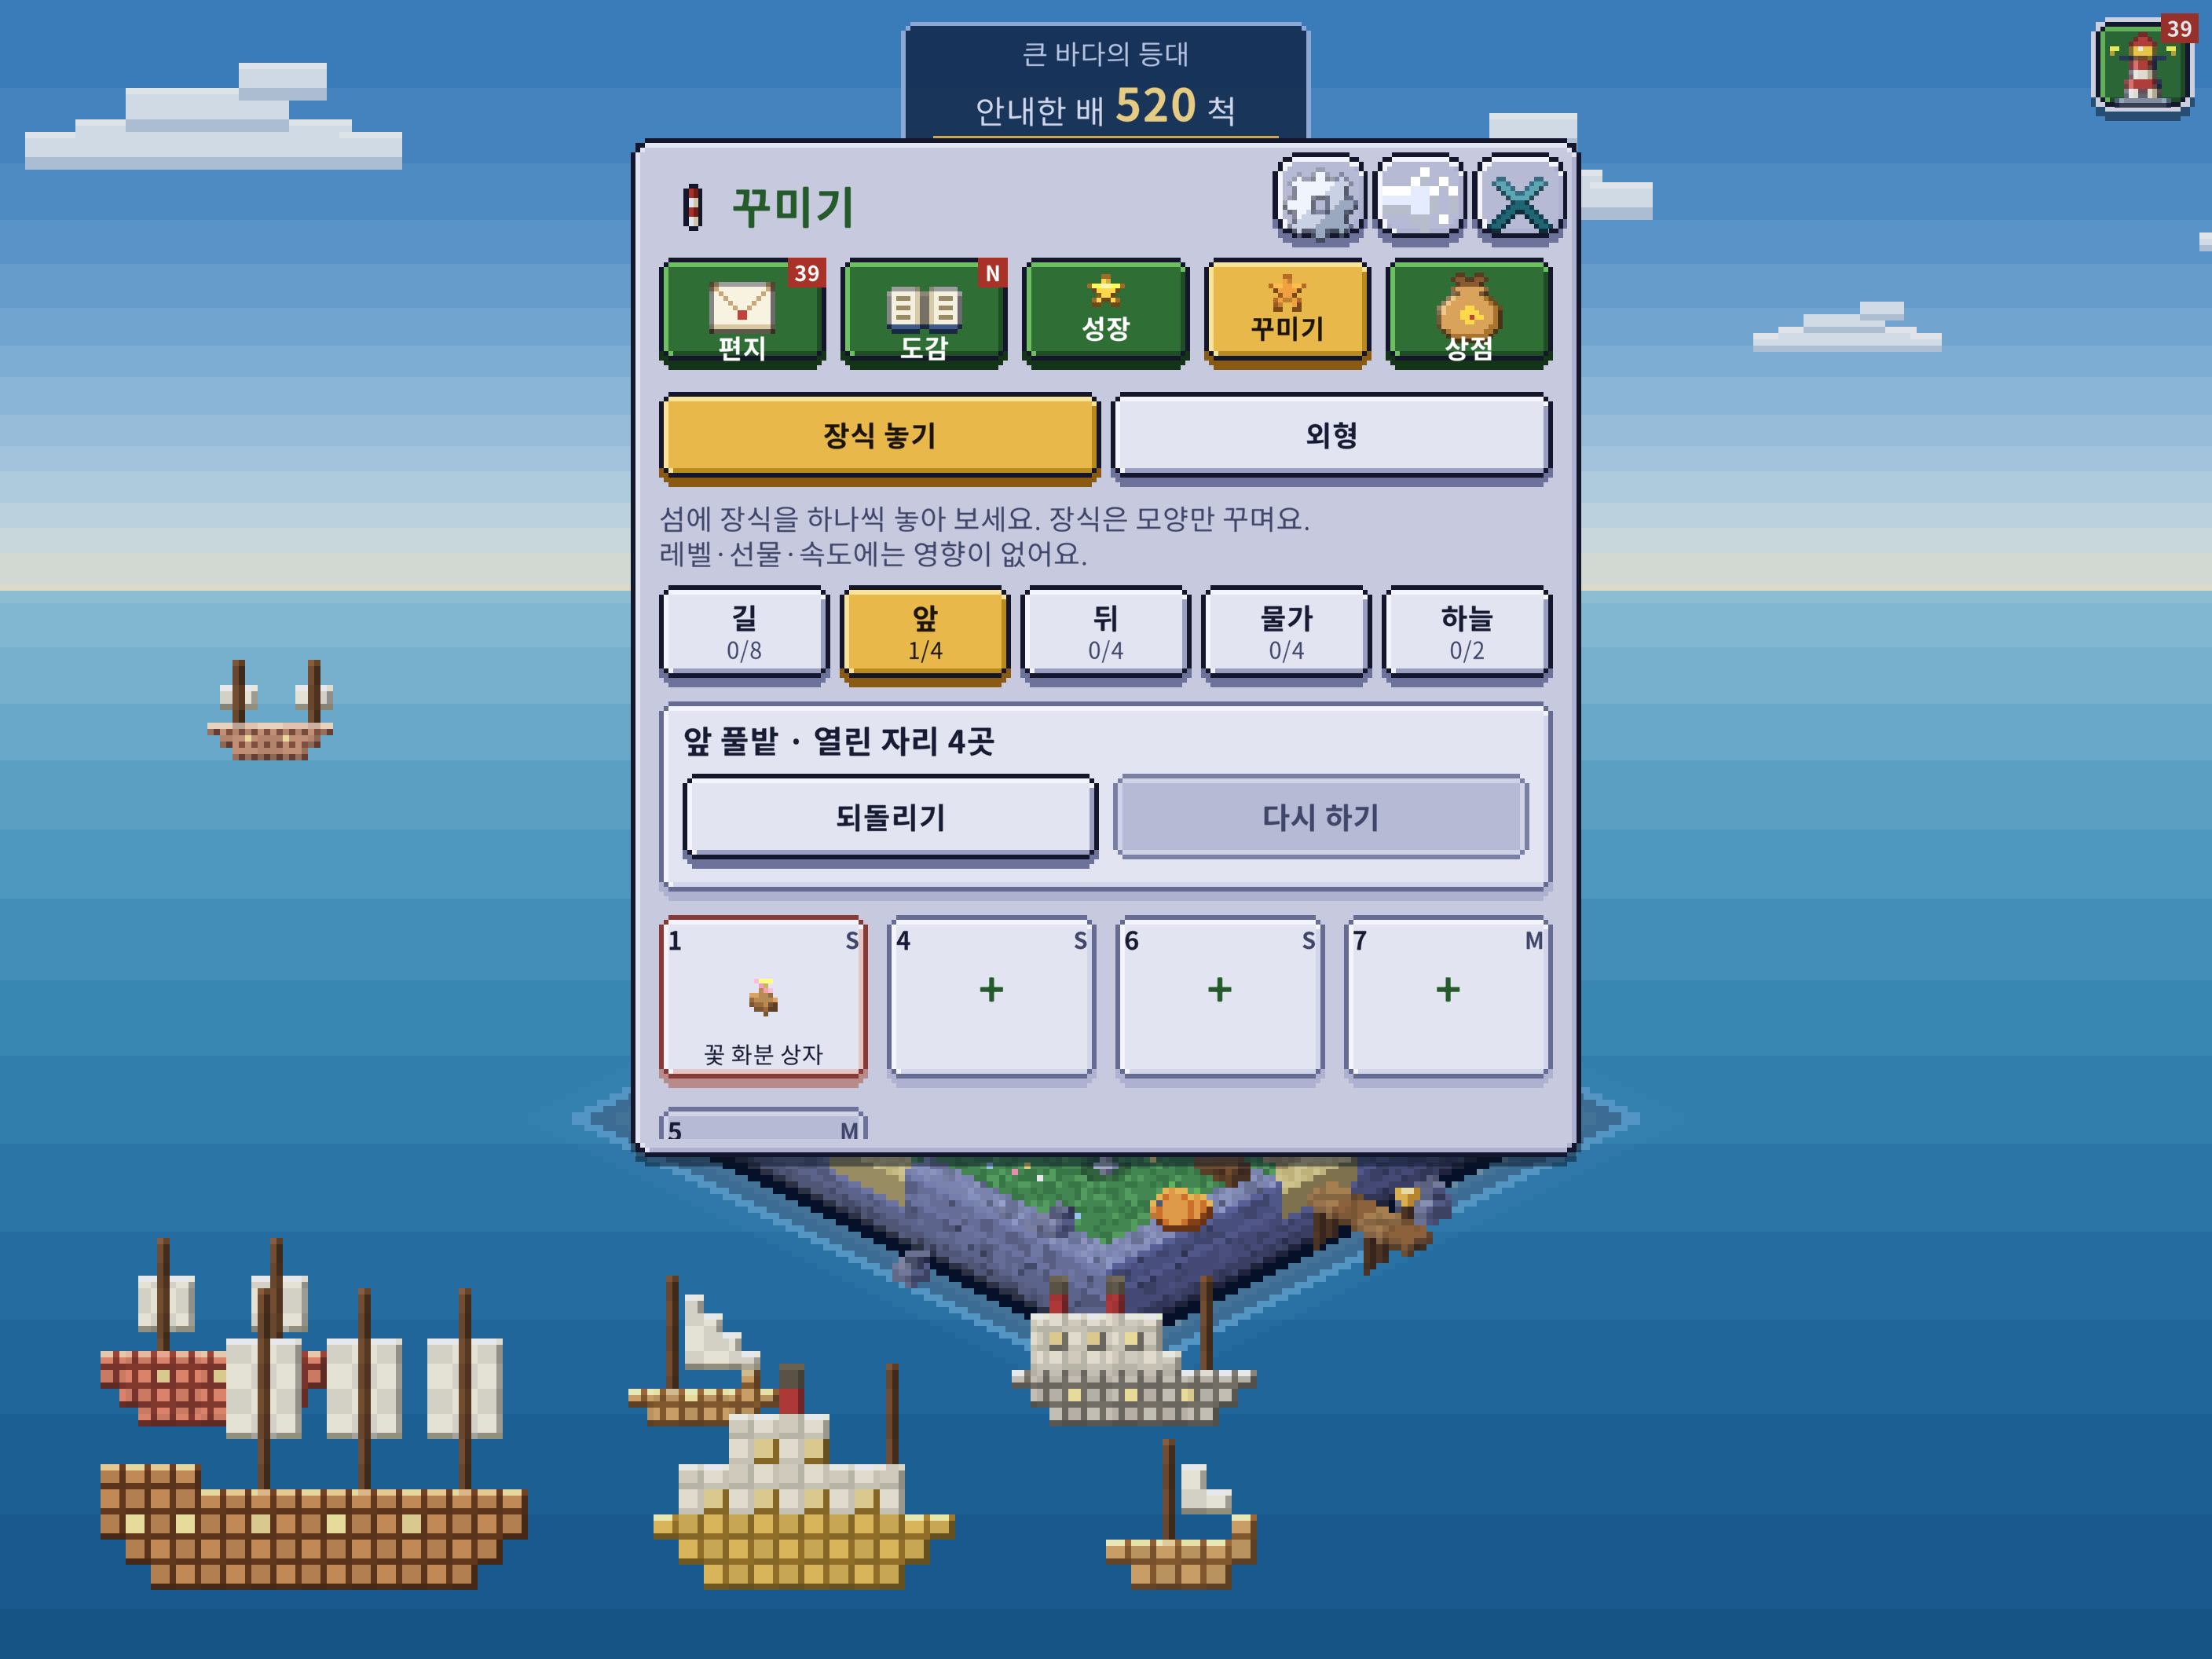 큰 바다의 등대
안내한 배 520 척
39
꾸미기
39
N
편지
도감
성장
꾸미기
상점
장식 놓기
외형
섬에 장식을 하나씩 놓아 보세요. 장식은 모양만 꾸며요.
레벨·선물·속도에는 영향이 없어요.
길
0/8
앞
1/4
뒤
0/4
물가
0/4
하늘
0/2
앞 풀밭 · 열린 자리 4곳
되돌리기
다시 하기
1 S
꽃 화분 상자
4 S
+
6 S
+
7 M
+
5 M